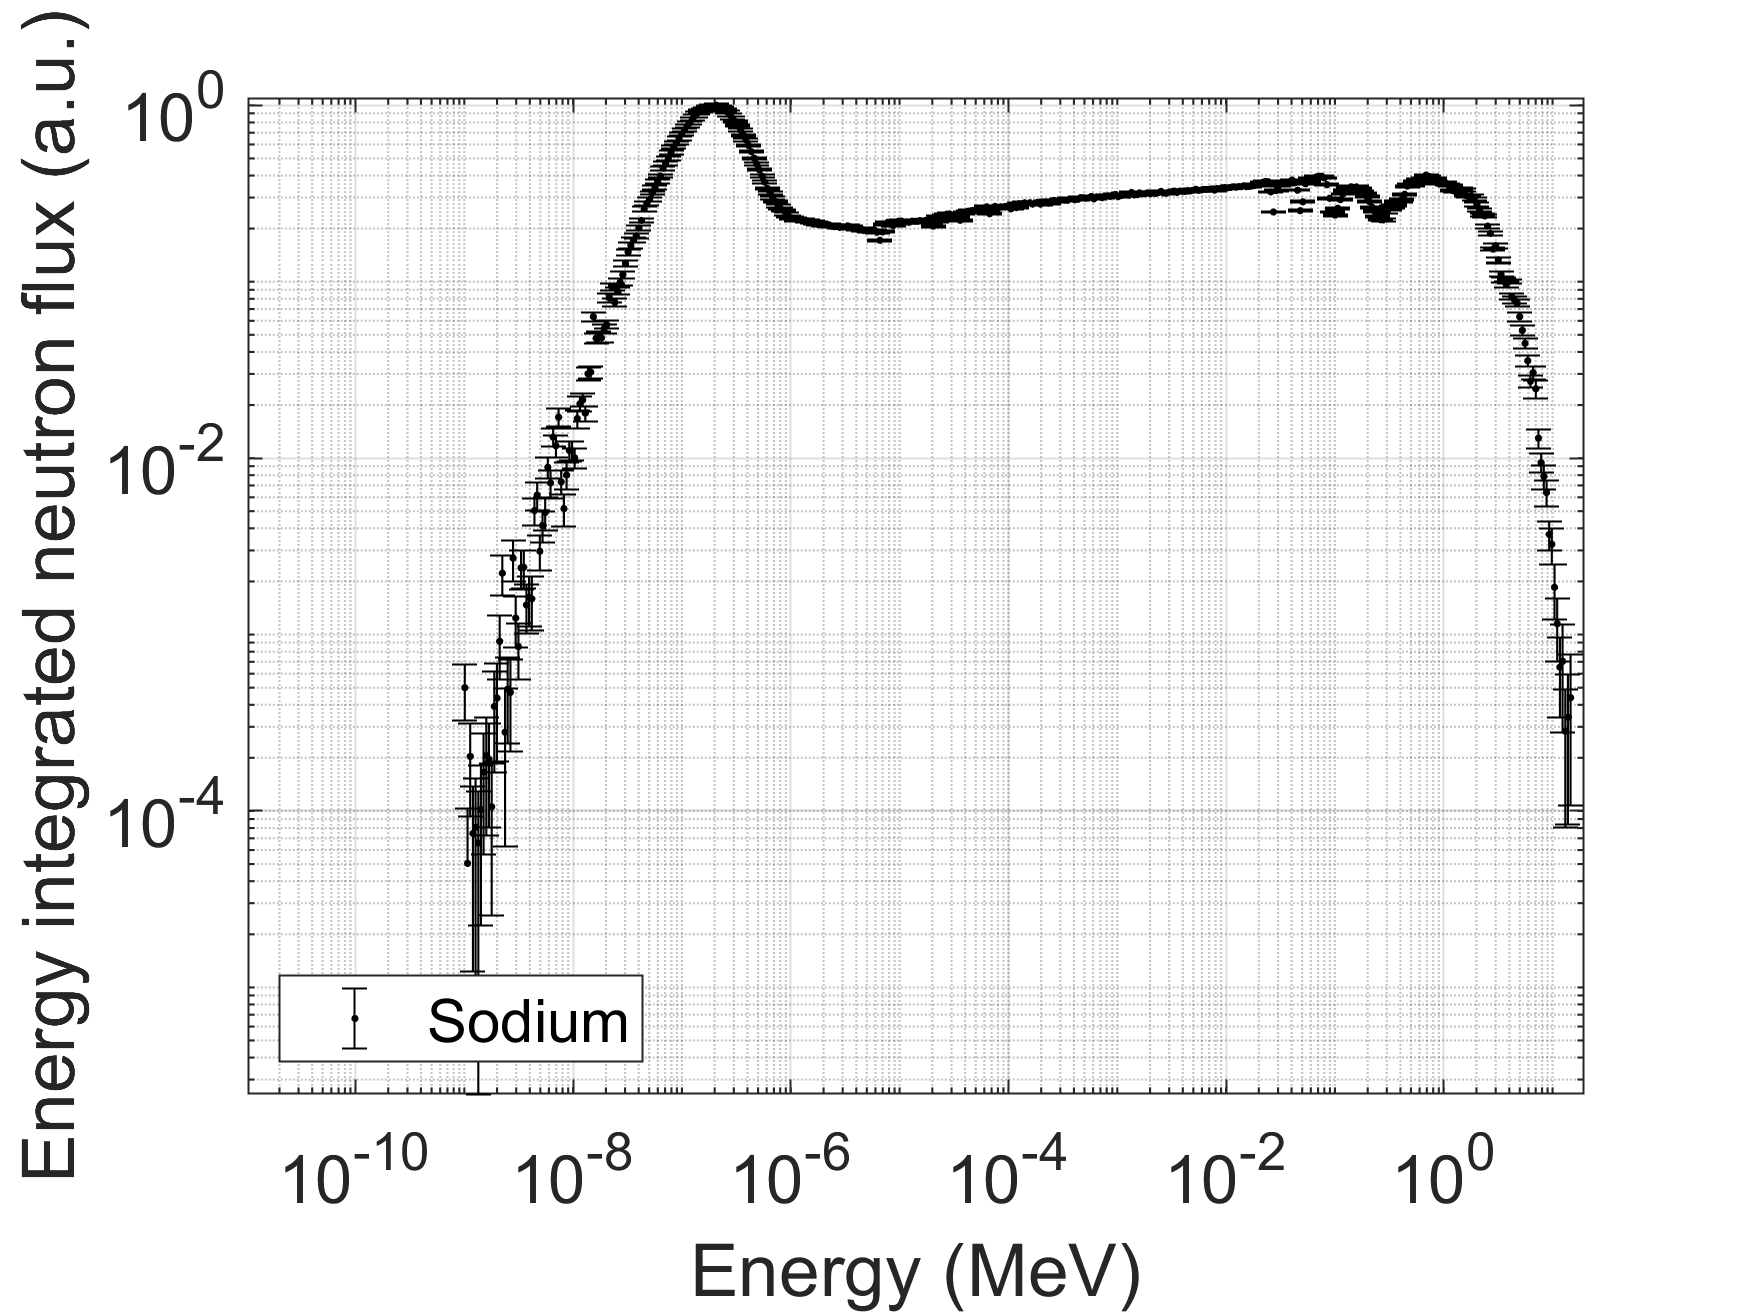 Energy integrated neutron flux (a.u.)
10^0
10^-2
10^-4
Sodium
10^-10 10^-8 10^-6 10^-4 10^-2 10^0
Energy (MeV)